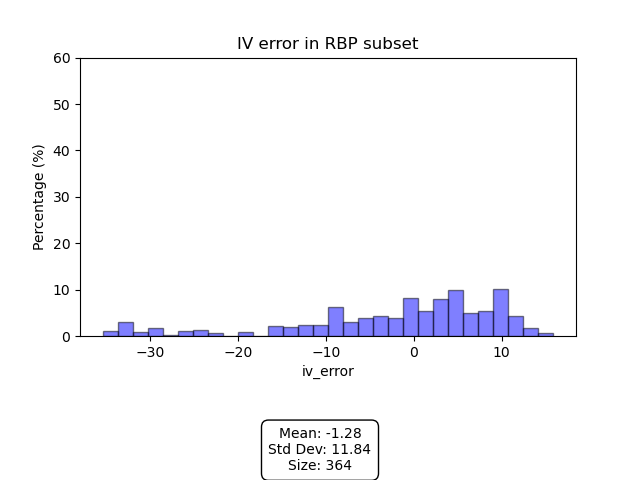 IV error in RBP subset
60
50
40
30
20
10
0
Percentage (%)
−30
−20
−10
0
10
iv_error
Mean: -1.28
Std Dev: 11.84
Size: 364